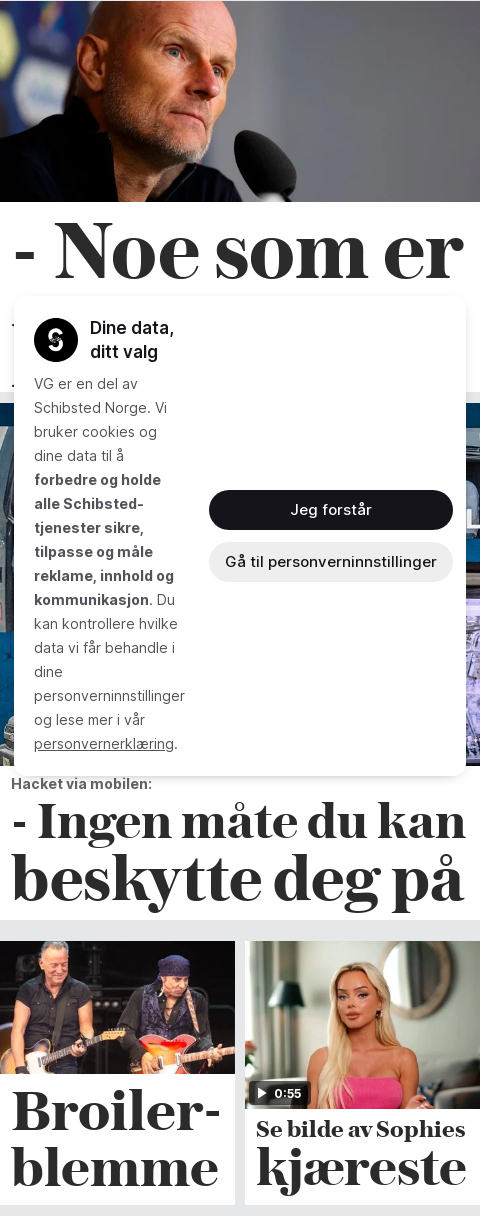 - Noe som er
Dine data,
ditt valg
VG er en del av
Schibsted Norge. Vi
bruker cookies og
dine data til å
forbedre og holde
alle Schibsted-
tjenester sikre,
tilpasse og måle
reklame, innhold og
kommunikasjon. Du
kan kontrollere hvilke
data vi får behandle i
dine
personverninnstillinger
og lese mer i vår
personvernerklæring.
Jeg forstår
Gå til personverninnstillinger
Hacket via mobilen:
- Ingen måte du kan
beskytte deg på
Broiler-
blemme
0:55
Se bilde av Sophies
kjæreste